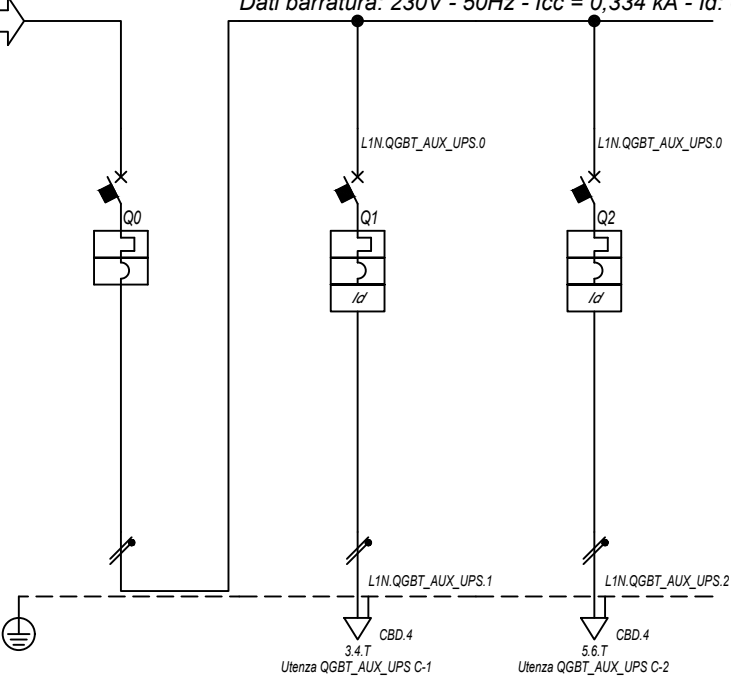 Dati barratura: 230V - 50Hz - Icc = 0,334 kA - Id:
L1N.QGBT_AUX_UPS.0
L1N.QGBT_AUX_UPS.0
Q0
Q1
Q2
Id
Id
L1N.QGBT_AUX_UPS.1
L1N.QGBT_AUX_UPS.2
CBD.4
CBD.4
3.4.T
5.6.T
Utenza QGBT_AUX_UPS C-1
Utenza QGBT_AUX_UPS C-2